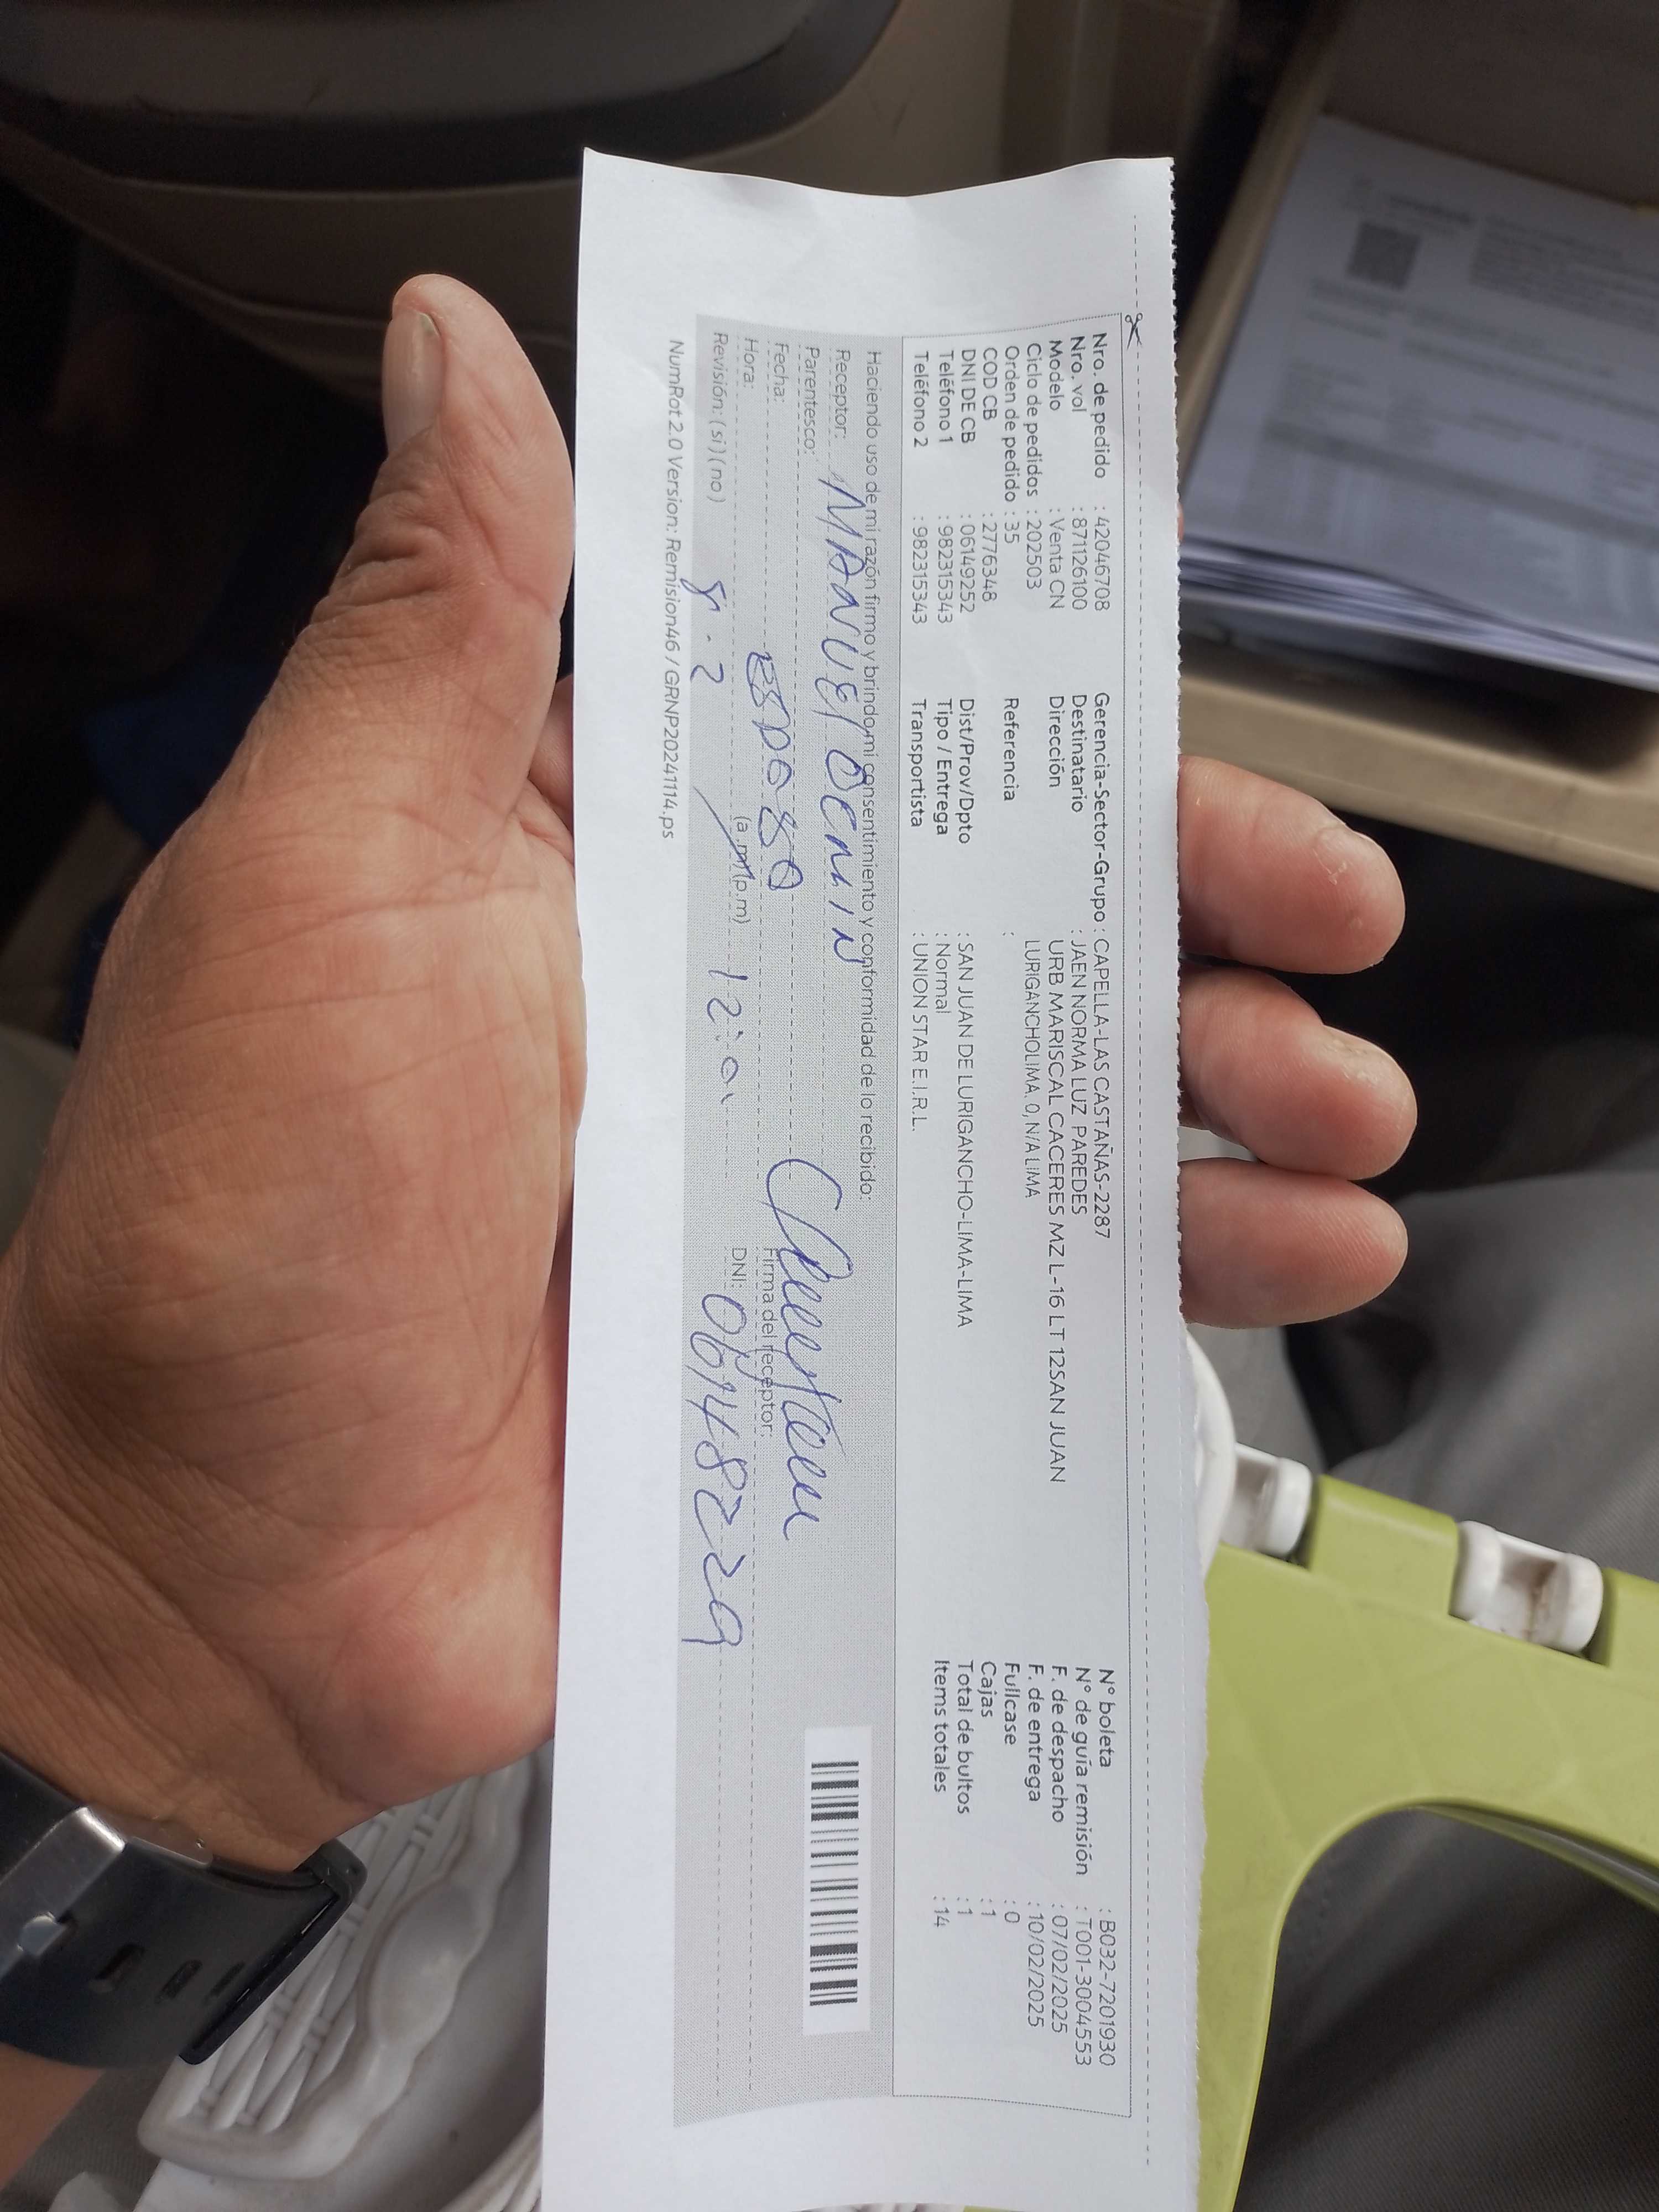 Nro. de pedido : 42046708 Gerencia-Sector-Grupo : CAPELLA-LAS CASTAÑAS-2287 N° boleta : B032-7201930
Nro. vol : 871126100 Destinatario : JAEN NORMA LUZ PAREDES N° de guía remisión : T001-3004553
Modelo : Venta CN Dirección URB MARISCAL CACERES MZ L-16 LT 12SAN JUAN F. de despacho : 07/02/2025
Ciclo de pedidos : 202503 LURIGANCHOLIMA, 0, N/A LIMA F. de entrega : 10/02/2025
Orden de pedido : 35 Referencia : Fullcase : 0
COD CB : 2776348 Cajas : 1
DNI DE CB : 06149252 Dist/Prov/Dpto : SAN JUAN DE LURIGANCHO-LIMA-LIMA Total de bultos : 1
Teléfono 1 : 982315343 Tipo / Entrega : Normal Items totales : 14
Teléfono 2 : 982315343 Transportista : UNION STAR E.I.R.L.
Haciendo uso de mi razón firmo y brindo mi consentimiento y conformidad de lo recibido:
Receptor: MANUEL
Parentesco: Esposo
Fecha: Firma del receptor:
Hora: (a.m)(p.m) DNI: 06148229
Revisión: (si) (no) 8-2
NumRot 2.0 Version: Remision46 / GRNP20241114.ps